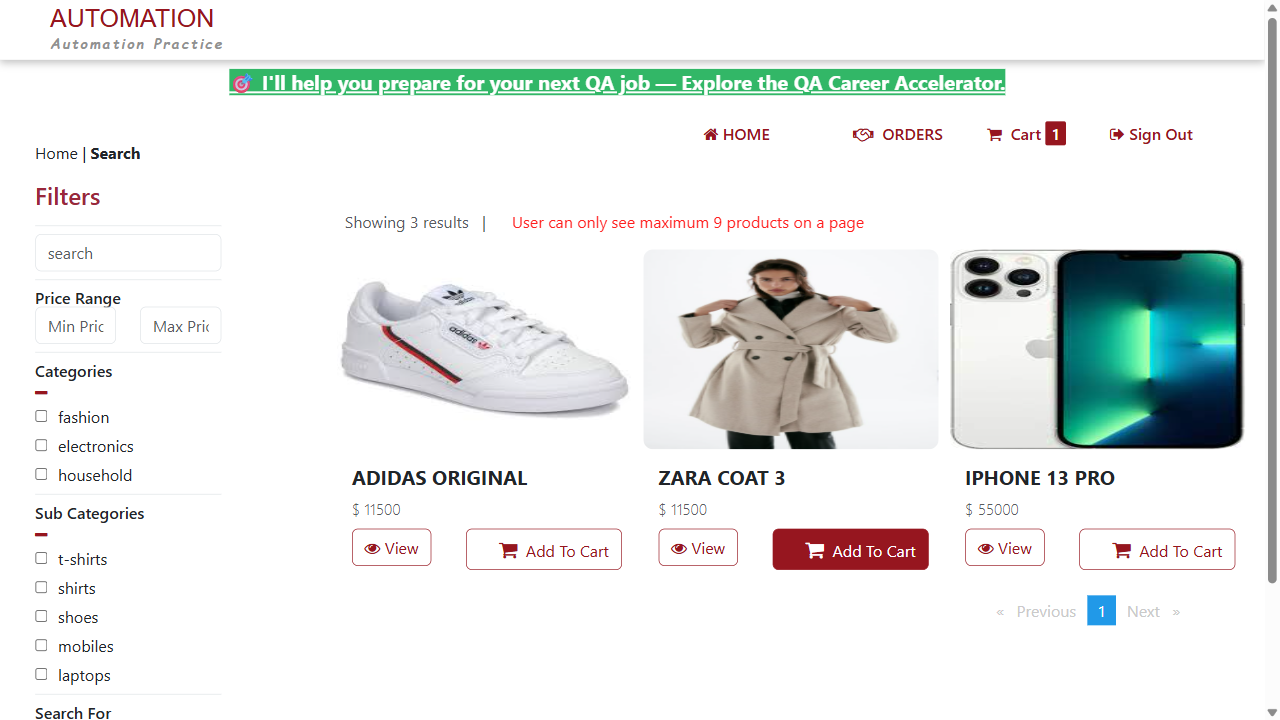 AUTOMATION
Automation Practice
🎯 I'll help you prepare for your next QA job — Explore the QA Career Accelerator.
HOME
ORDERS
Cart 1
Sign Out
Home | Search
Filters
Showing 3 results |
User can only see maximum 9 products on a page
search
Price Range
Min Pric
Max Pric
Categories
fashion
electronics
household
Sub Categories
t-shirts
shirts
shoes
mobiles
laptops
Search For
adidas
ADIDAS ORIGINAL
$ 11500
View
Add To Cart
ZARA COAT 3
$ 11500
View
Add To Cart
IPHONE 13 PRO
$ 55000
View
Add To Cart
« Previous 1 Next »